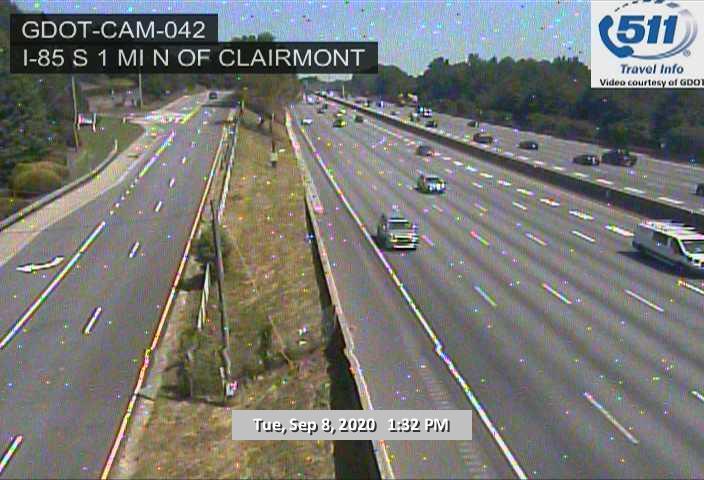 GDOT-CAM-042
I-85 S 1 MI N OF CLAIRMONT
511
Travel Info
Video courtesy of GDOT
Tue, Sep 8, 2020 1:32 PM